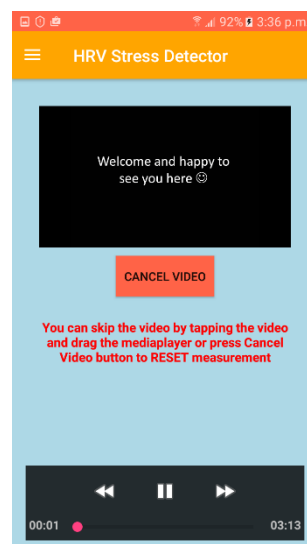 92% 3:36 p.m
HRV Stress Detector
Welcome and happy to
see you here ☺
CANCEL VIDEO
You can skip the video by tapping the video
and drag the mediaplayer or press Cancel
Video button to RESET measurement
00:01 03:13